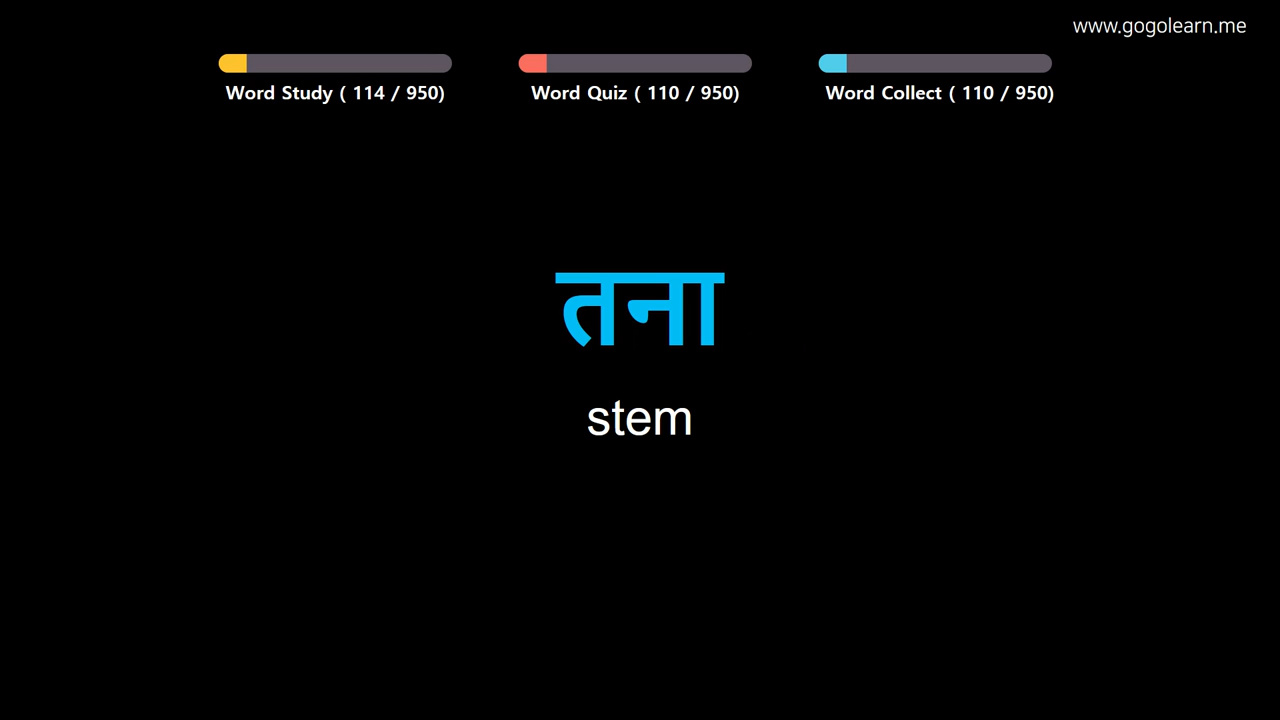 www.gogolearn.me
Word Study ( 114 / 950)
Word Quiz ( 110 / 950)
Word Collect ( 110 / 950)
तना
stem